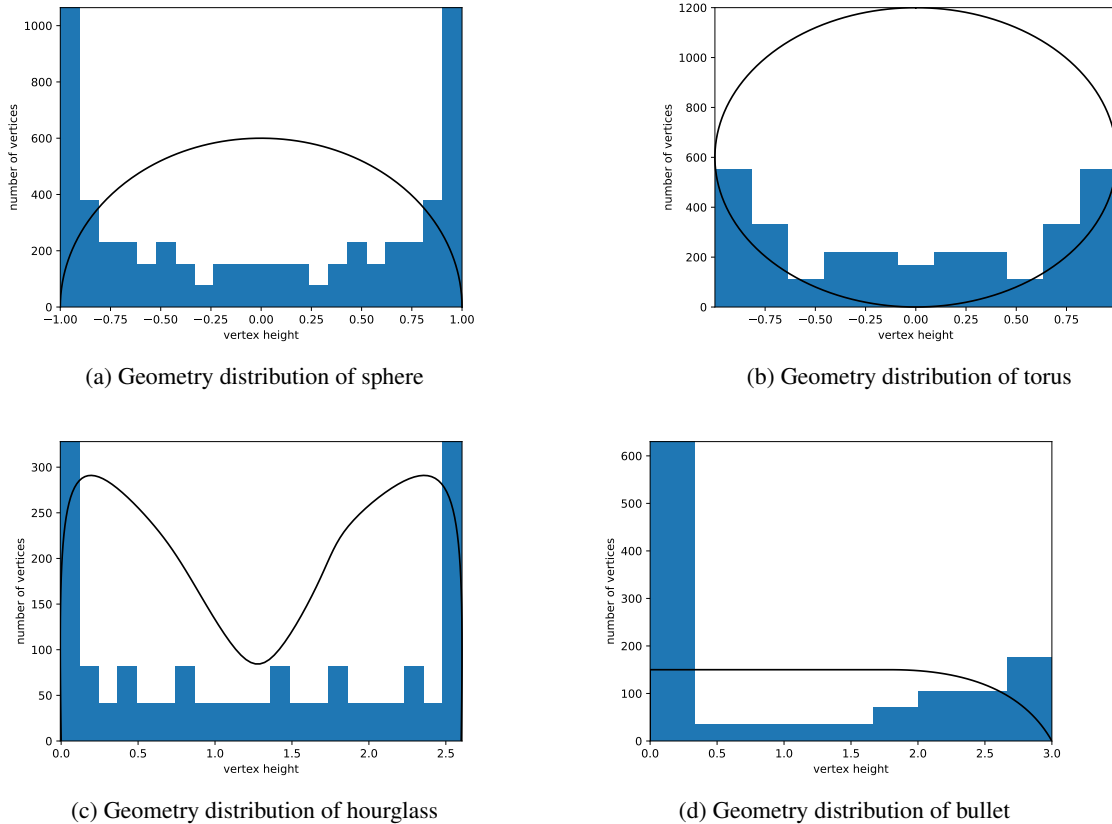 1000
800
600
400
200
0
number of vertices
−1.00 −0.75 −0.50 −0.25 0.00 0.25 0.50 0.75 1.00
vertex height
(a) Geometry distribution of sphere
1200
1000
800
600
400
200
0
number of vertices
−0.75 −0.50 −0.25 0.00 0.25 0.50 0.75
vertex height
(b) Geometry distribution of torus
300
250
200
150
100
50
0
number of vertices
0.0 0.5 1.0 1.5 2.0 2.5
vertex height
(c) Geometry distribution of hourglass
600
500
400
300
200
100
0
number of vertices
0.0 0.5 1.0 1.5 2.0 2.5 3.0
vertex height
(d) Geometry distribution of bullet